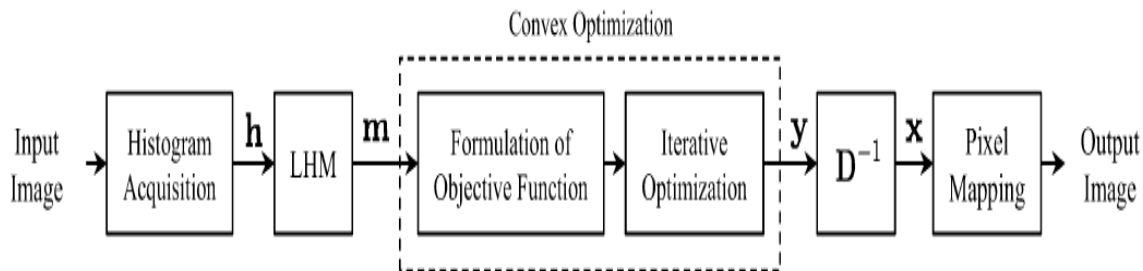 Convex Optimization
Input
Image
Histogram
Acquisition
h
LHM
m
Formulation of
Objective Function
Iterative
Optimization
y
D⁻¹
x
Pixel
Mapping
Output
Image